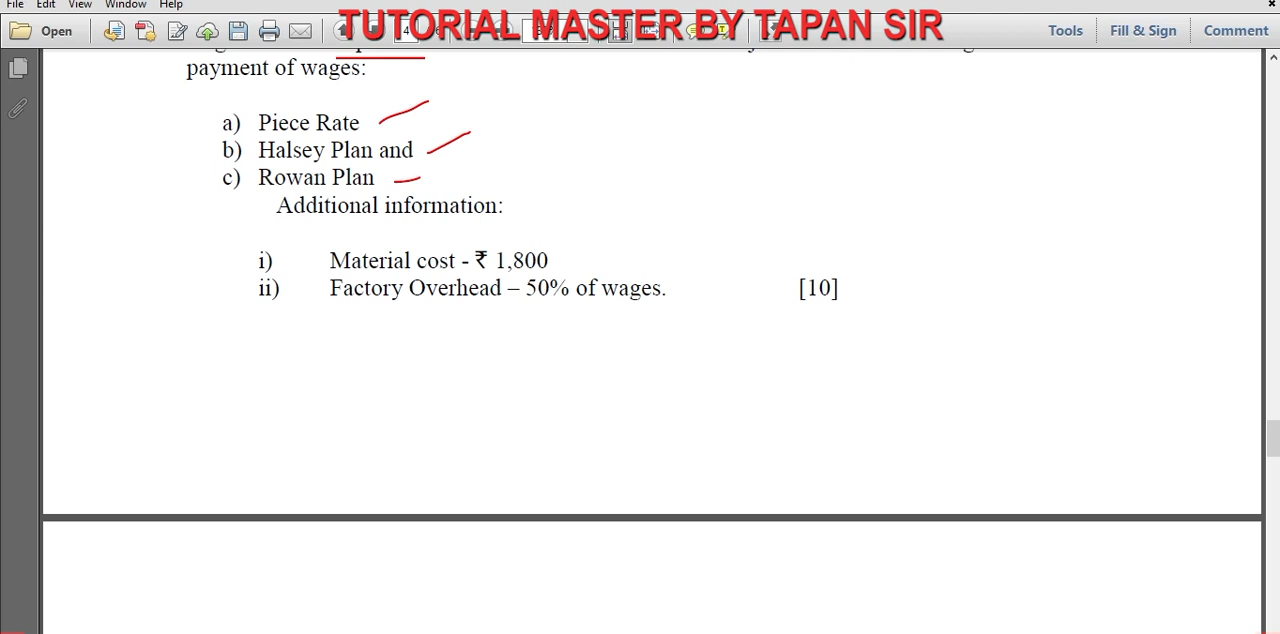 File Edit View Window Help
TUTORIAL MASTER BY TAPAN SIR
Open Tools Fill & Sign Comment
payment of wages:
a) Piece Rate
b) Halsey Plan and
c) Rowan Plan
Additional information:
i) Material cost - ₹ 1,800
ii) Factory Overhead – 50% of wages. [10]